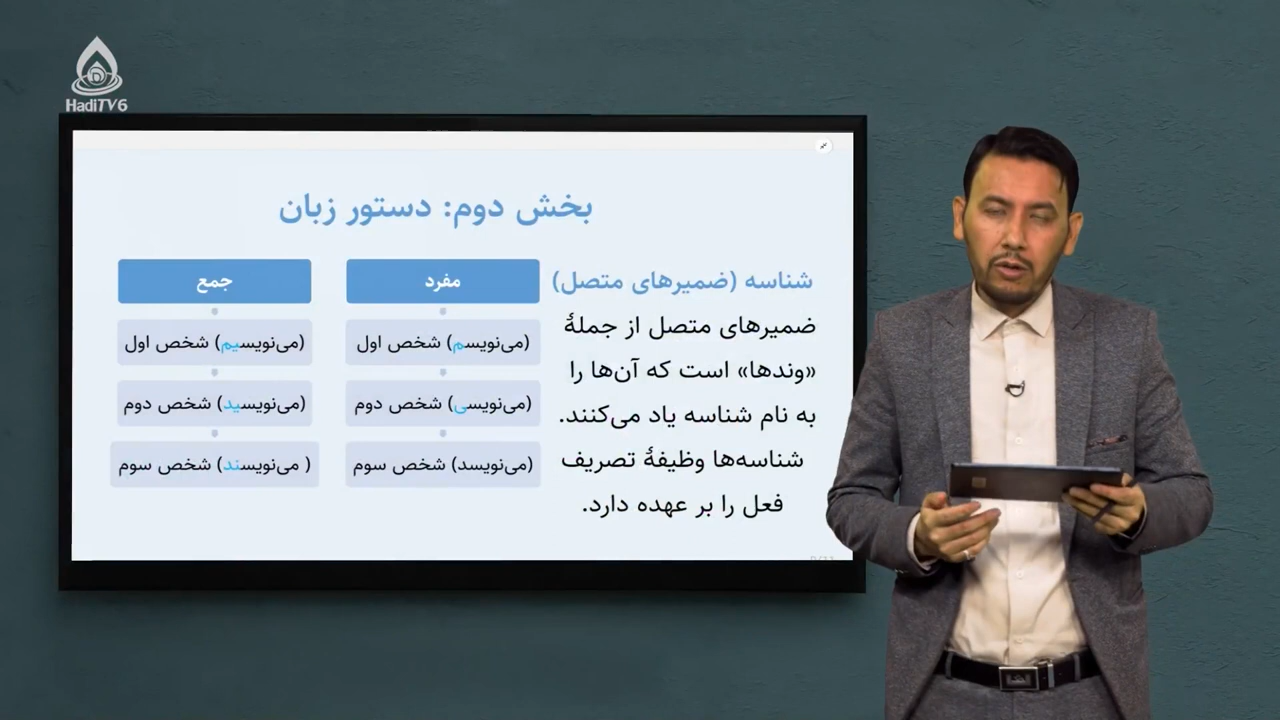 HadiTV6
بخش دوم: دستور زبان
شناسه (ضمیرهای متصل)
ضمیرهای متصل از جملهٔ
«وندها» است که آن‌ها را
به نام شناسه یاد می‌کنند.
شناسه‌ها وظیفهٔ تصریف
فعل را بر عهده دارد.
مفرد
(می‌نویسم) شخص اول
(می‌نویسی) شخص دوم
(می‌نویسد) شخص سوم
جمع
(می‌نویسیم) شخص اول
(می‌نویسید) شخص دوم
( می‌نویسند) شخص سوم